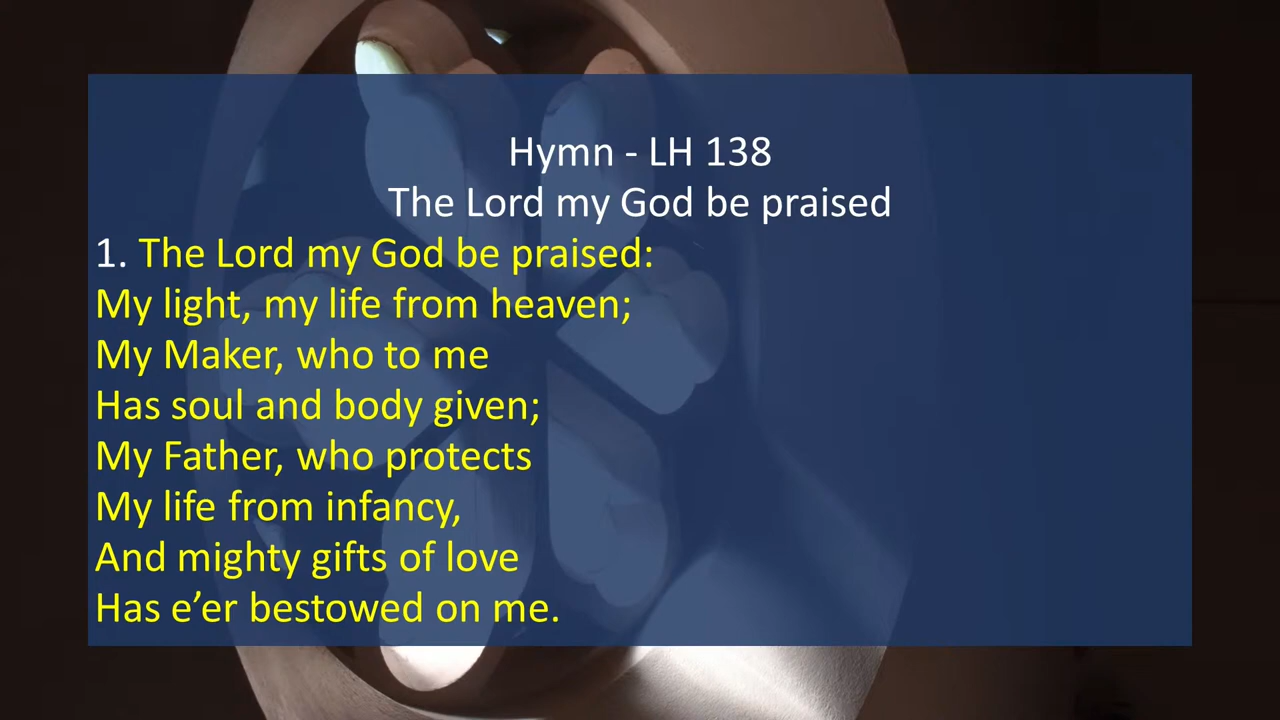 Hymn - LH 138
The Lord my God be praised
1. The Lord my God be praised:
My light, my life from heaven;
My Maker, who to me
Has soul and body given;
My Father, who protects
My life from infancy,
And mighty gifts of love
Has e’er bestowed on me.